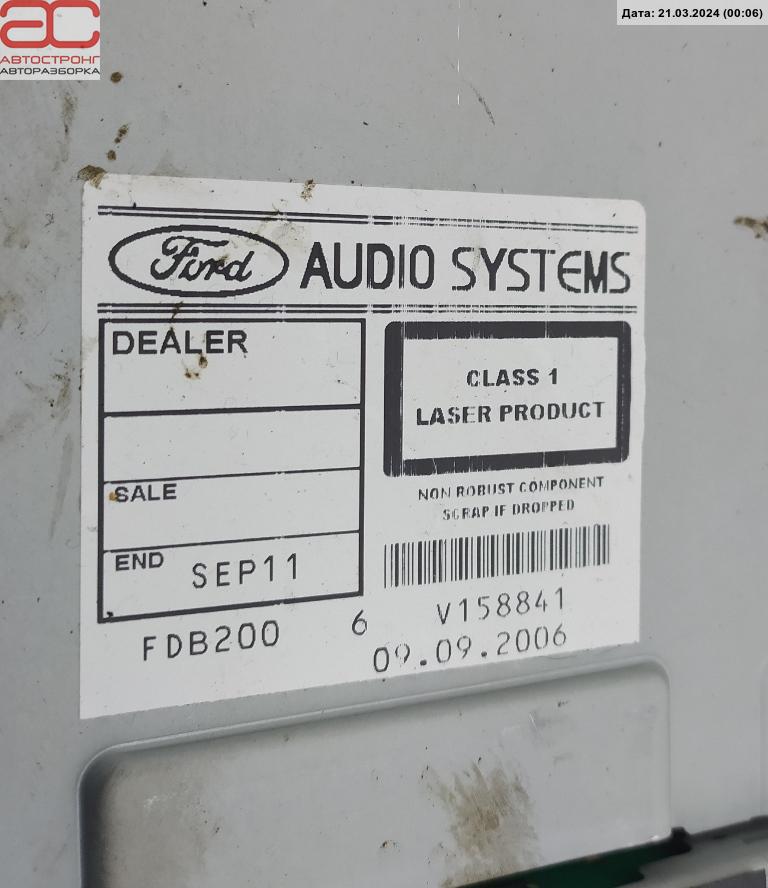 АС
АВТОСТРОНГ
АВТОРАЗБОРКА
Дата: 21.03.2024 (00:06)
Ford AUDIO SYSTEMS
DEALER
CLASS 1
LASER PRODUCT
SALE
NON ROBUST COMPONENT
SCRAP IF DROPPED
END SEP11
V158841
FDB200 6
09.09.2006